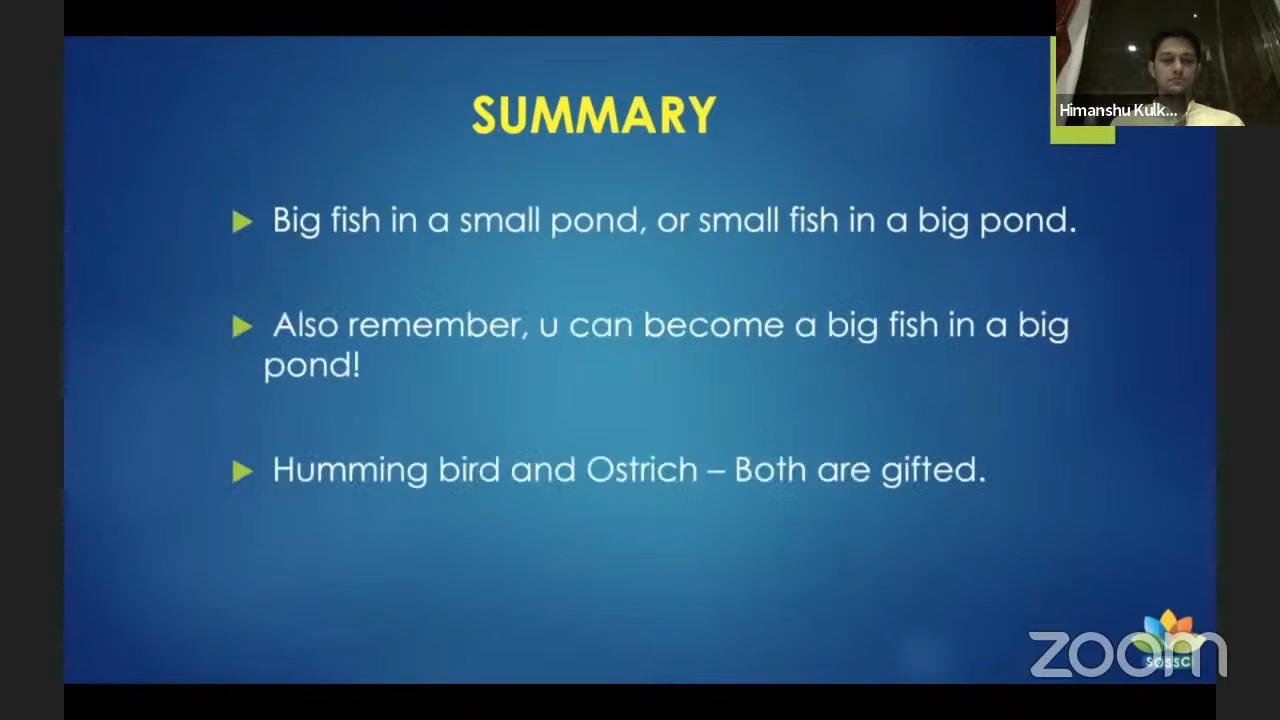 SUMMARY
Himanshu Kulk...
Big fish in a small pond, or small fish in a big pond.
Also remember, u can become a big fish in a big
pond!
Humming bird and Ostrich – Both are gifted.
zoom
SOSSCI